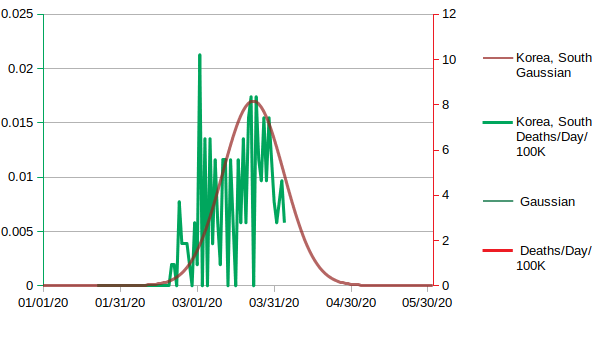 0.025
0.02
0.015
0.01
0.005
0
12
10
8
6
4
2
0
01/01/20 01/31/20 03/01/20 03/31/20 04/30/20 05/30/20
Korea, South
Gaussian
Korea, South
Deaths/Day/
100K
Gaussian
Deaths/Day/
100K